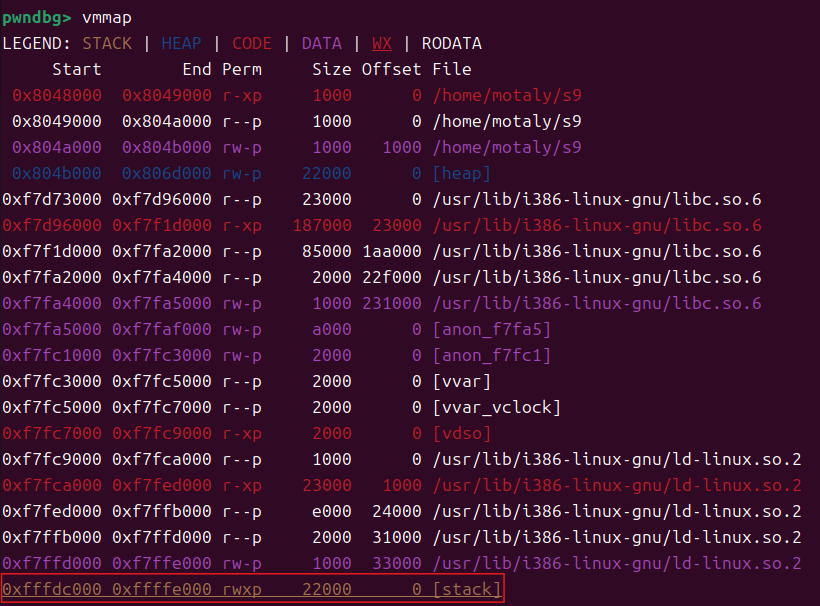 pwndbg> vmmap
LEGEND: STACK | HEAP | CODE | DATA | WX | RODATA
Start End Perm Size Offset File
0x8048000 0x8049000 r-xp 1000 0 /home/motaly/s9
0x8049000 0x804a000 r--p 1000 0 /home/motaly/s9
0x804a000 0x804b000 rw-p 1000 1000 /home/motaly/s9
0x804b000 0x806d000 rw-p 22000 0 [heap]
0xf7d73000 0xf7d96000 r--p 23000 0 /usr/lib/i386-linux-gnu/libc.so.6
0xf7d96000 0xf7f1d000 r-xp 187000 23000 /usr/lib/i386-linux-gnu/libc.so.6
0xf7f1d000 0xf7fa2000 r--p 85000 1aa000 /usr/lib/i386-linux-gnu/libc.so.6
0xf7fa2000 0xf7fa4000 r--p 2000 22f000 /usr/lib/i386-linux-gnu/libc.so.6
0xf7fa4000 0xf7fa5000 rw-p 1000 231000 /usr/lib/i386-linux-gnu/libc.so.6
0xf7fa5000 0xf7faf000 rw-p a000 0 [anon_f7fa5]
0xf7fc1000 0xf7fc3000 rw-p 2000 0 [anon_f7fc1]
0xf7fc3000 0xf7fc5000 r--p 2000 0 [vvar]
0xf7fc5000 0xf7fc7000 r--p 2000 0 [vvar_vclock]
0xf7fc7000 0xf7fc9000 r-xp 2000 0 [vdso]
0xf7fc9000 0xf7fca000 r--p 1000 0 /usr/lib/i386-linux-gnu/ld-linux.so.2
0xf7fca000 0xf7fed000 r-xp 23000 1000 /usr/lib/i386-linux-gnu/ld-linux.so.2
0xf7fed000 0xf7ffb000 r--p e000 24000 /usr/lib/i386-linux-gnu/ld-linux.so.2
0xf7ffb000 0xf7ffd000 r--p 2000 31000 /usr/lib/i386-linux-gnu/ld-linux.so.2
0xf7ffd000 0xf7ffe000 rw-p 1000 33000 /usr/lib/i386-linux-gnu/ld-linux.so.2
0xfffdc000 0xffffe000 rwxp 22000 0 [stack]